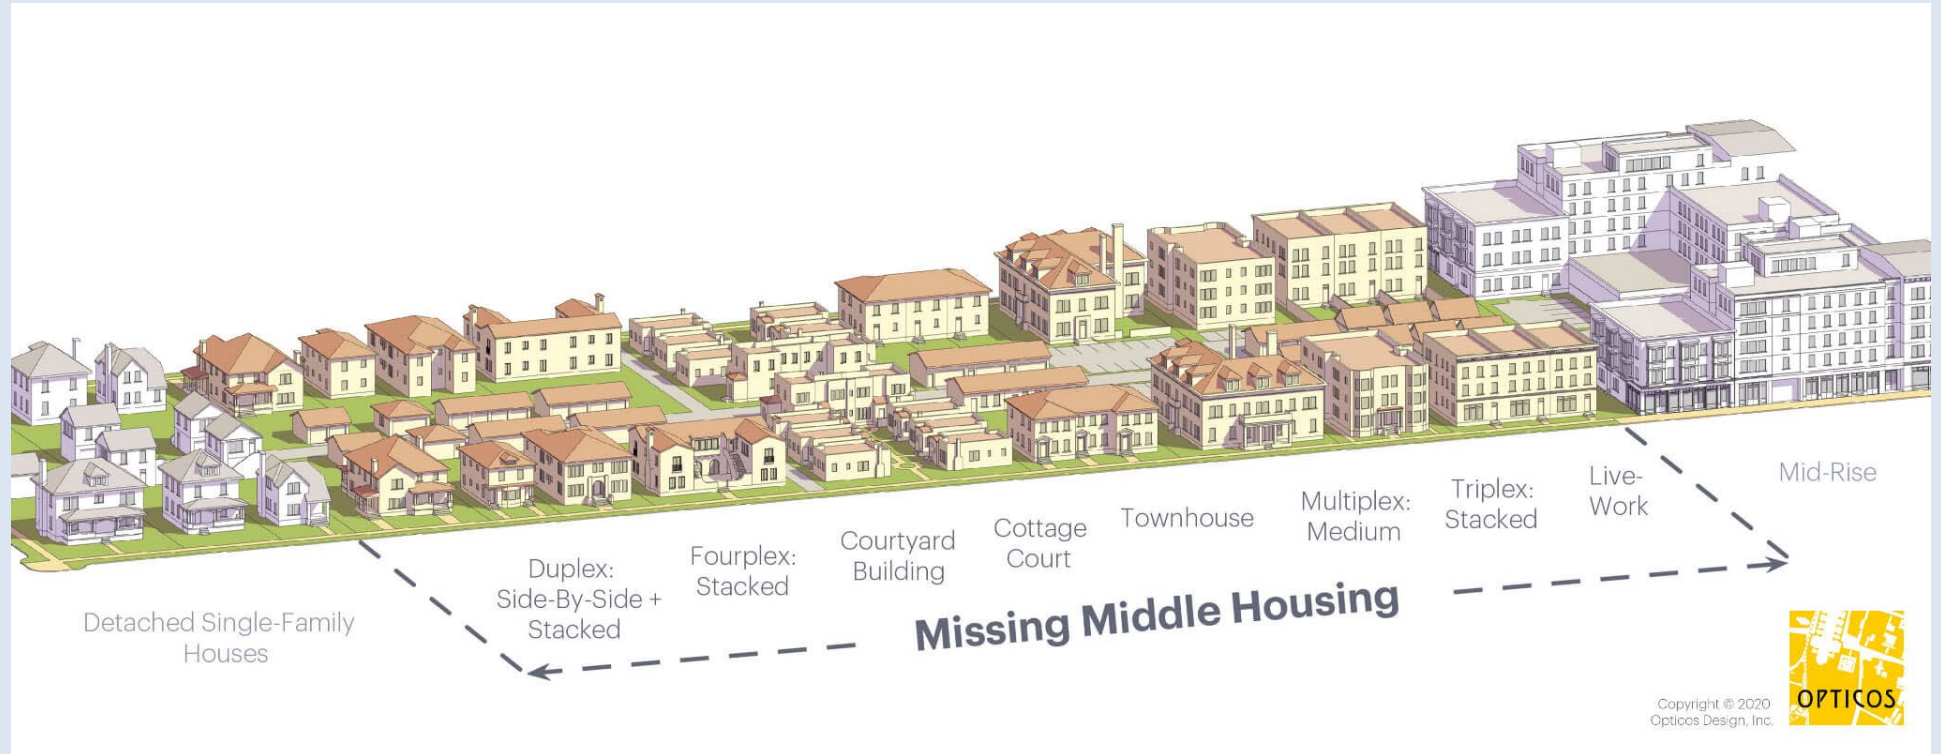 Detached Single-Family
Houses
Duplex:
Side-By-Side +
Stacked
Fourplex:
Stacked
Courtyard
Building
Cottage
Court
Townhouse
Multiplex:
Medium
Triplex:
Stacked
Live-
Work
Mid-Rise
Missing Middle Housing
Copyright © 2020
Opticos Design, Inc.
OPTICOS